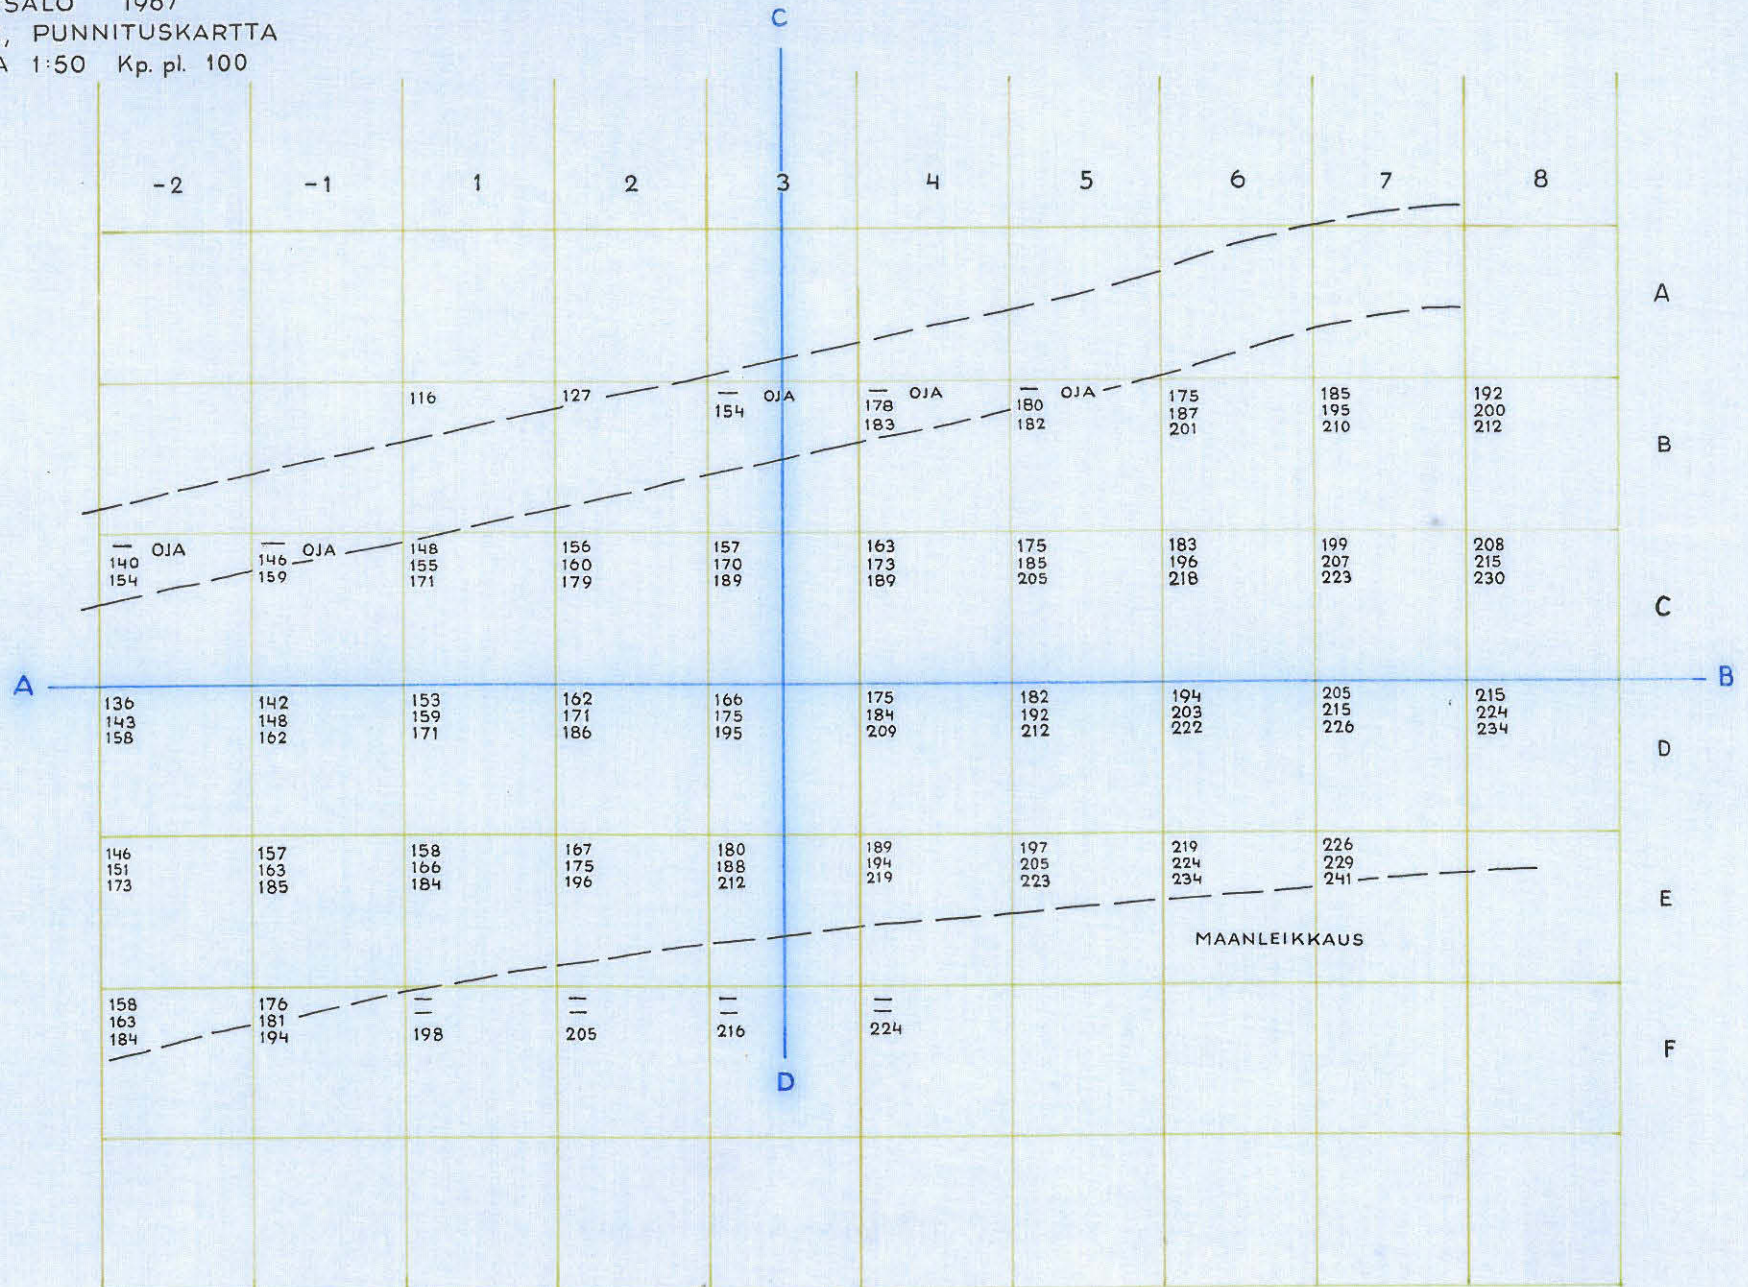 SALO 1987
, PUNNITUSKARTTA
A 1:50 Kp. pl. 100
C
-2 -1 1 2 3 4 5 6 7 8
A
116 127 — OJA — OJA — OJA 175 185 192
154 178 180 187 195 200
183 182 201 210 212
B
— OJA — OJA 148 156 157 163 175 183 199 208
140 146 155 160 170 173 185 196 207 215
154 159 171 179 189 189 205 218 223 230
C
A B
136 142 153 162 166 175 182 194 205 215
143 148 159 171 175 184 192 203 215 224
158 162 171 186 195 209 212 222 226 234
D
146 157 158 167 180 189 197 219 226
151 163 166 175 188 194 205 224 229
173 185 184 196 212 219 223 234 241
E
MAANLEIKKAUS
158 176 — — — —
163 181 — — — —
184 194 198 205 216 224
F
D